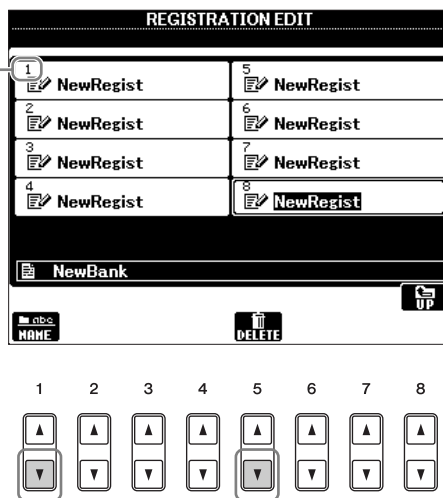 REGISTRATION EDIT
1 NewRegist
5 NewRegist
2 NewRegist
6 NewRegist
3 NewRegist
7 NewRegist
4 NewRegist
8 NewRegist
NewBank
UP
abc
NAME
DELETE
1 2 3 4 5 6 7 8